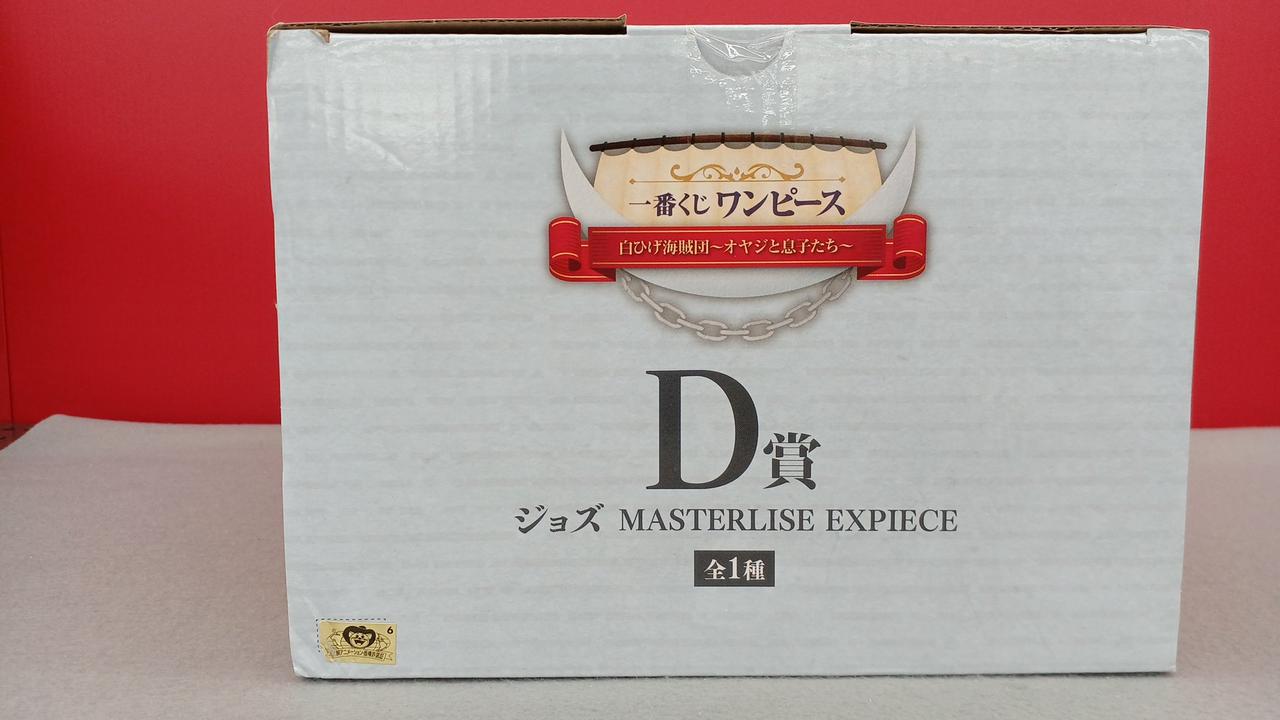 一番くじ ワンピース
白ひげ海賊団～オヤジと息子たち～
D賞
ジョズ MASTERLISE EXPIECE
全1種
6